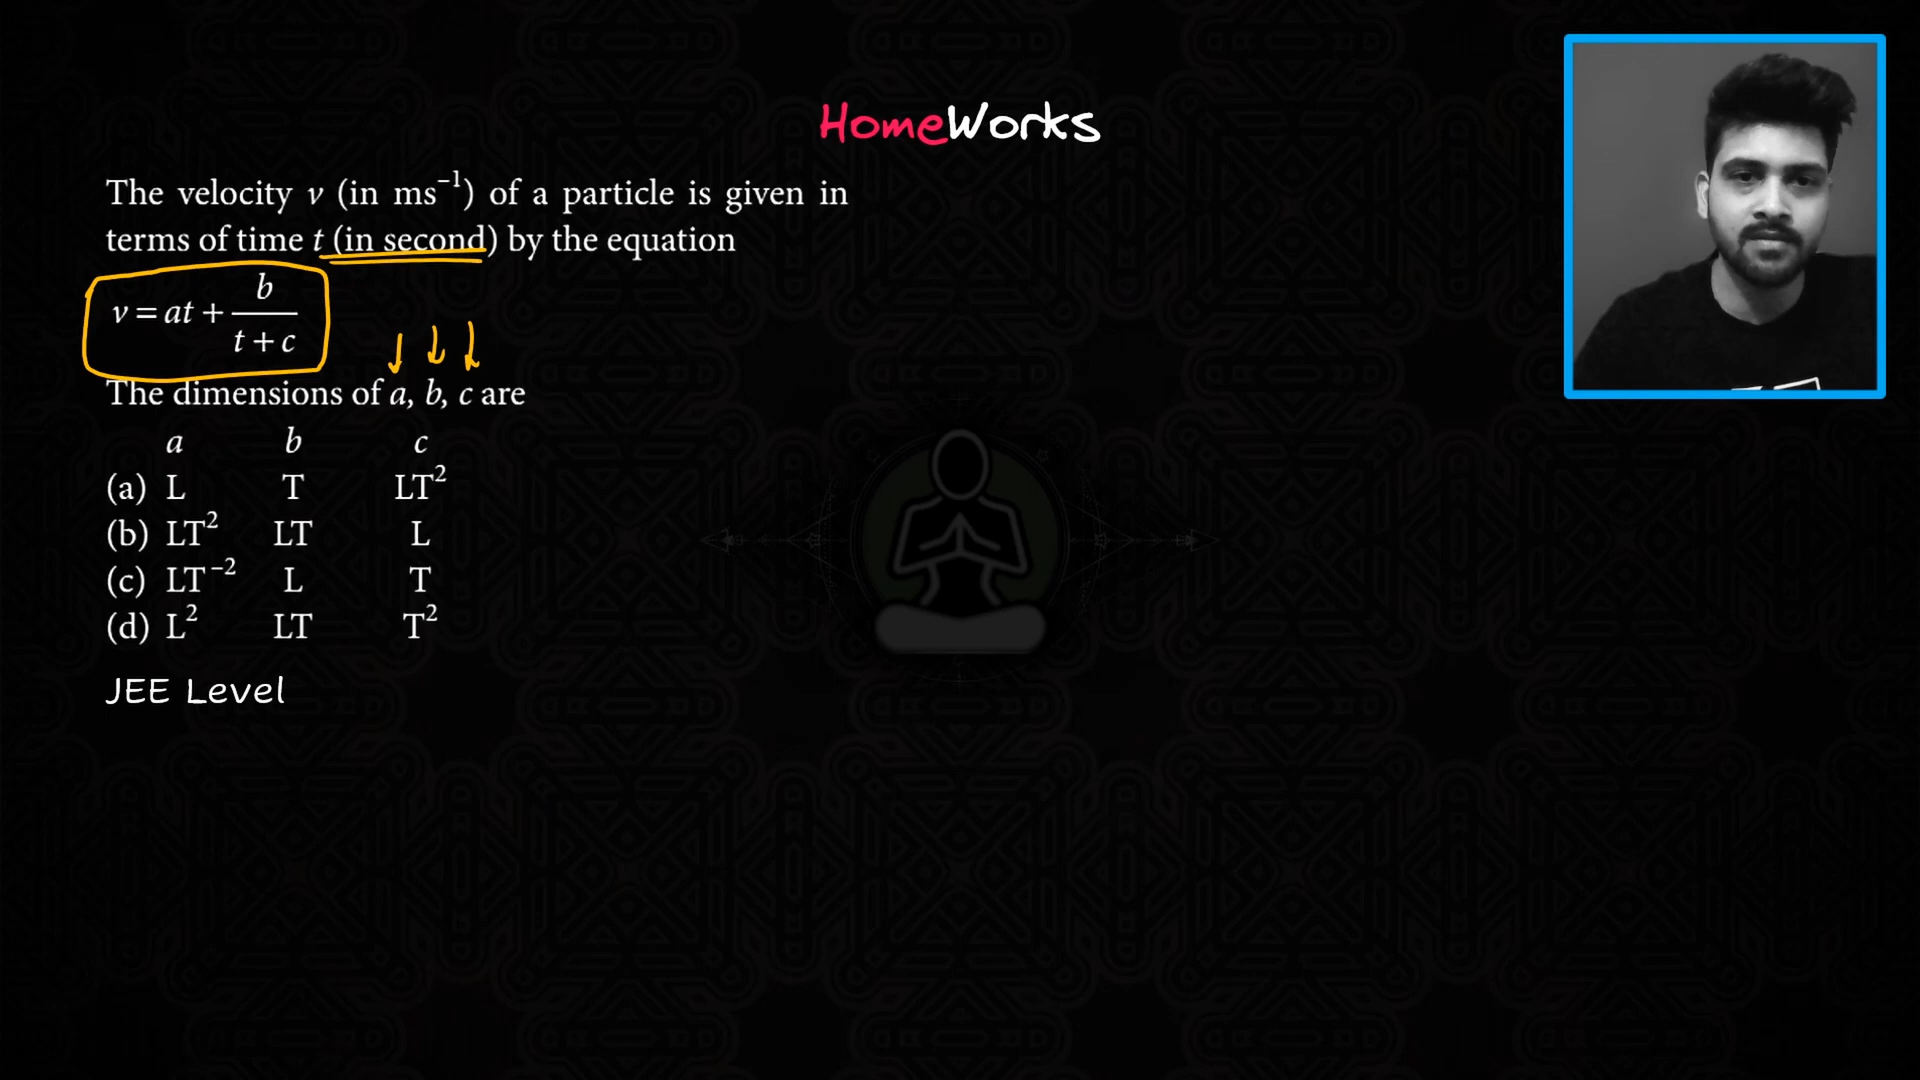 HomeWorks
The velocity v (in ms⁻¹) of a particle is given in
terms of time t (in second) by the equation
v = at + b/(t + c)
The dimensions of a, b, c are
a b c
(a) L T LT²
(b) LT² LT L
(c) LT⁻² L T
(d) L² LT T²
JEE Level